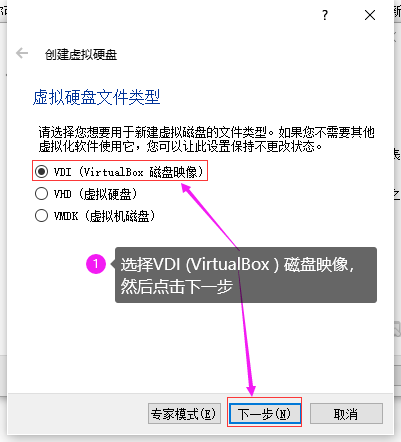 ?
创建虚拟硬盘
虚拟硬盘文件类型
请选择您想要用于新建虚拟磁盘的文件类型。如果您不需要其他
虚拟化软件使用它，您可以让此设置保持不更改状态。
VDI (VirtualBox 磁盘映像)
VHD (虚拟硬盘)
VMDK (虚拟机磁盘)
1
选择VDI (VirtualBox ) 磁盘映像，
然后点击下一步
专家模式(E) 下一步(N) 取消